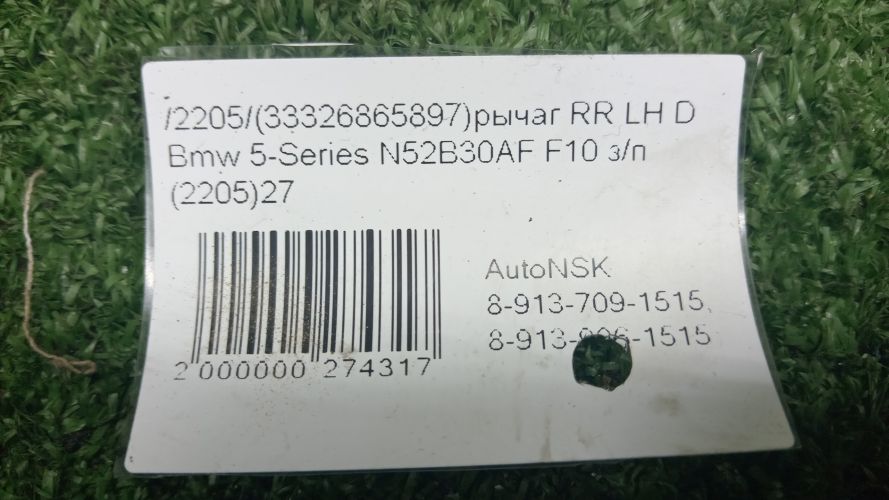 /2205/(33326865897)рычаг RR LH D
Bmw 5-Series N52B30AF F10 з/п
(2205)27
2 000000 274317
AutoNSK
8-913-709-1515,